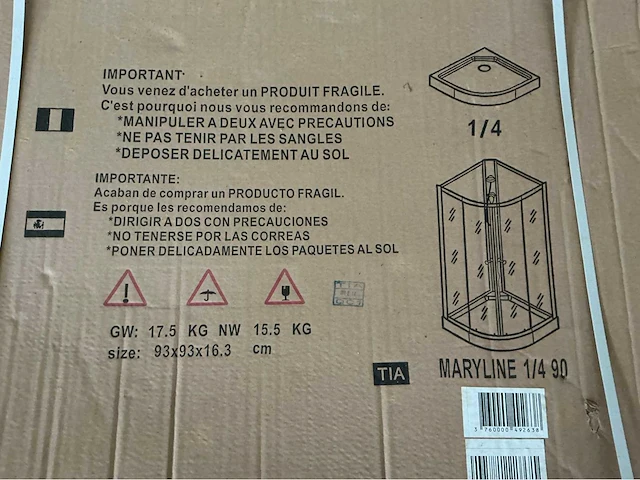 IMPORTANT:
Vous venez d'acheter un PRODUIT FRAGILE.
C'est pourquoi nous vous recommandons de:
*MANIPULER A DEUX AVEC PRECAUTIONS
*NE PAS TENIR PAR LES SANGLES
*DEPOSER DELICATEMENT AU SOL
IMPORTANTE:
Acaban de comprar un PRODUCTO FRAGIL.
Es porque les recomendamos de:
*DIRIGIR A DOS CON PRECAUCIONES
*NO TENERSE POR LAS CORREAS
*PONER DELICADAMENTE LOS PAQUETES AL SOL
GW: 17.5 KG NW 15.5 KG
size: 93x93x16.3 cm
1/4
TIA
MARYLINE 1/4 90
3 760000 492638